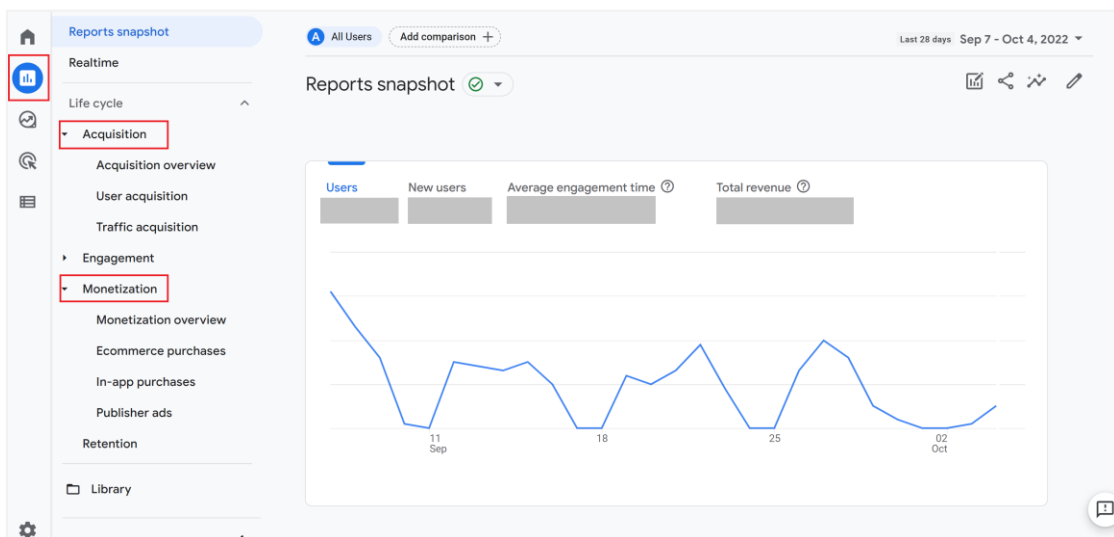 Reports snapshot
Realtime
Life cycle
Acquisition
Acquisition overview
User acquisition
Traffic acquisition
Engagement
Monetization
Monetization overview
Ecommerce purchases
In-app purchases
Publisher ads
Retention
Library
A All Users Add comparison +
Last 28 days Sep 7 - Oct 4, 2022
Reports snapshot
Users New users Average engagement time Total revenue
11 18 25 02
Sep Oct